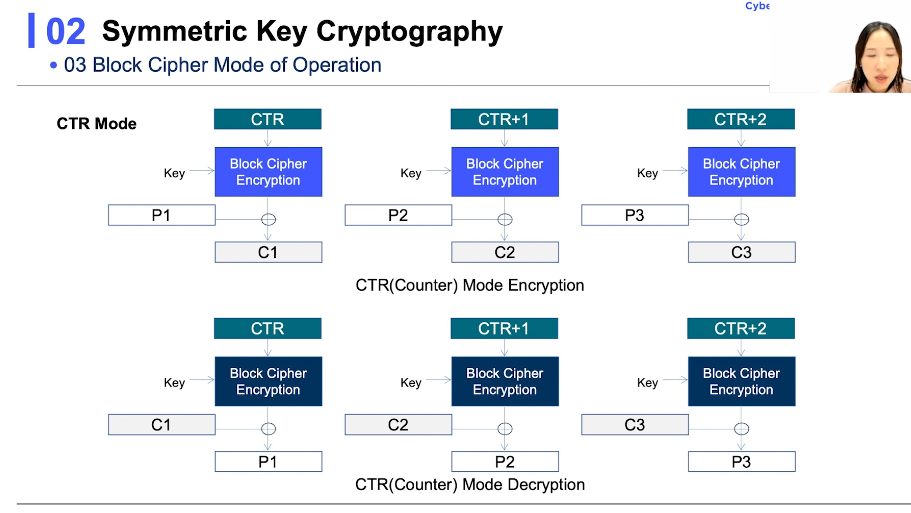 Cybe
02 Symmetric Key Cryptography
• 03 Block Cipher Mode of Operation
CTR Mode
CTR CTR+1 CTR+2
Key Block Cipher Encryption Key Block Cipher Encryption Key Block Cipher Encryption
P1 P2 P3
C1 C2 C3
CTR(Counter) Mode Encryption
CTR CTR+1 CTR+2
Key Block Cipher Encryption Key Block Cipher Encryption Key Block Cipher Encryption
C1 C2 C3
P1 P2 P3
CTR(Counter) Mode Decryption